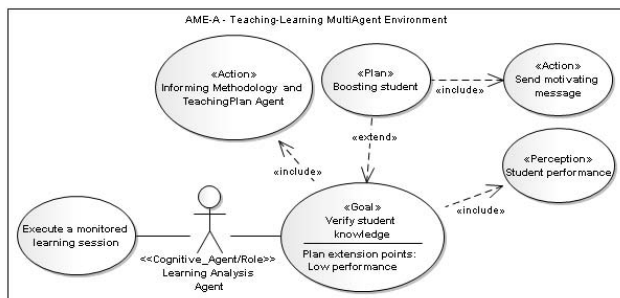 AME-A - Teaching-Learning MultiAgent Environment
«Action»
Informing Methodology and
TeachingPlan Agent
«Plan»
Boosting student
«include»
«Action»
Send motivating
message
«extend»
«include»
«Perception»
Student performance
«include»
Execute a monitored
learning session
<<Cognitive_Agent/Role>>
Learning Analysis
Agent
«Goal»
Verify student
knowledge
Plan extension points:
Low performance